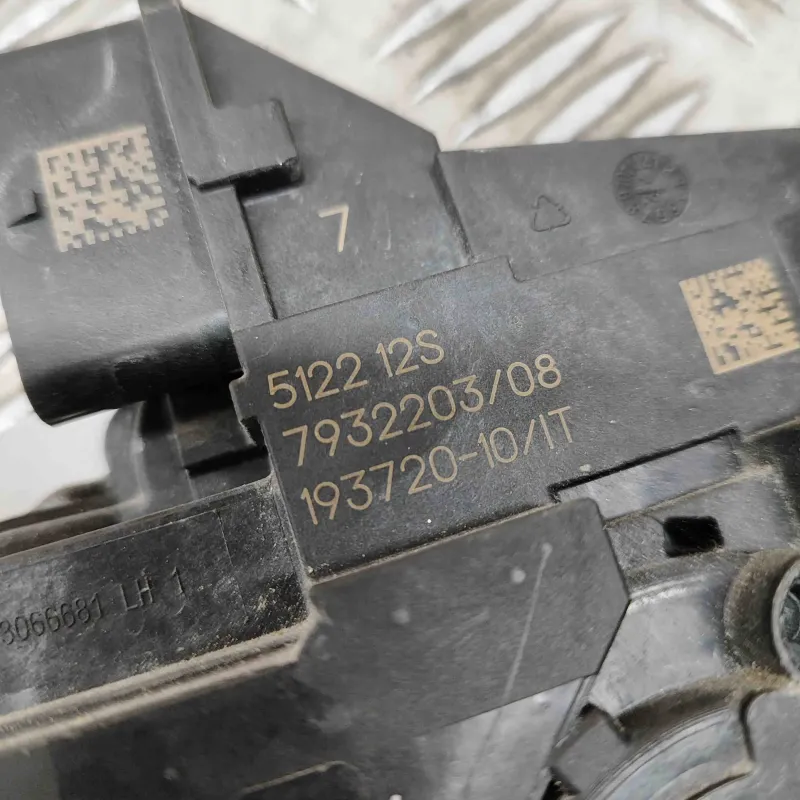 7
5122 12S
7932203/08
193720-10/IT
3066681 LH 1